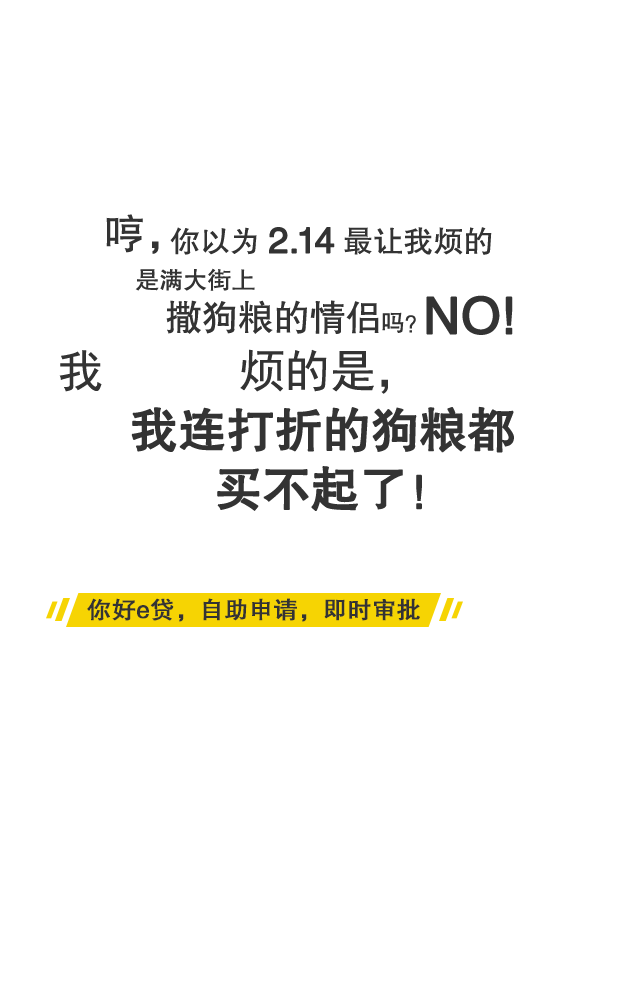 哼，你以为 2.14 最让我烦的
是满大街上
撒狗粮的情侣吗? NO!
我 烦的是，
我连打折的狗粮都
买不起了!
你好e贷，自助申请，即时审批